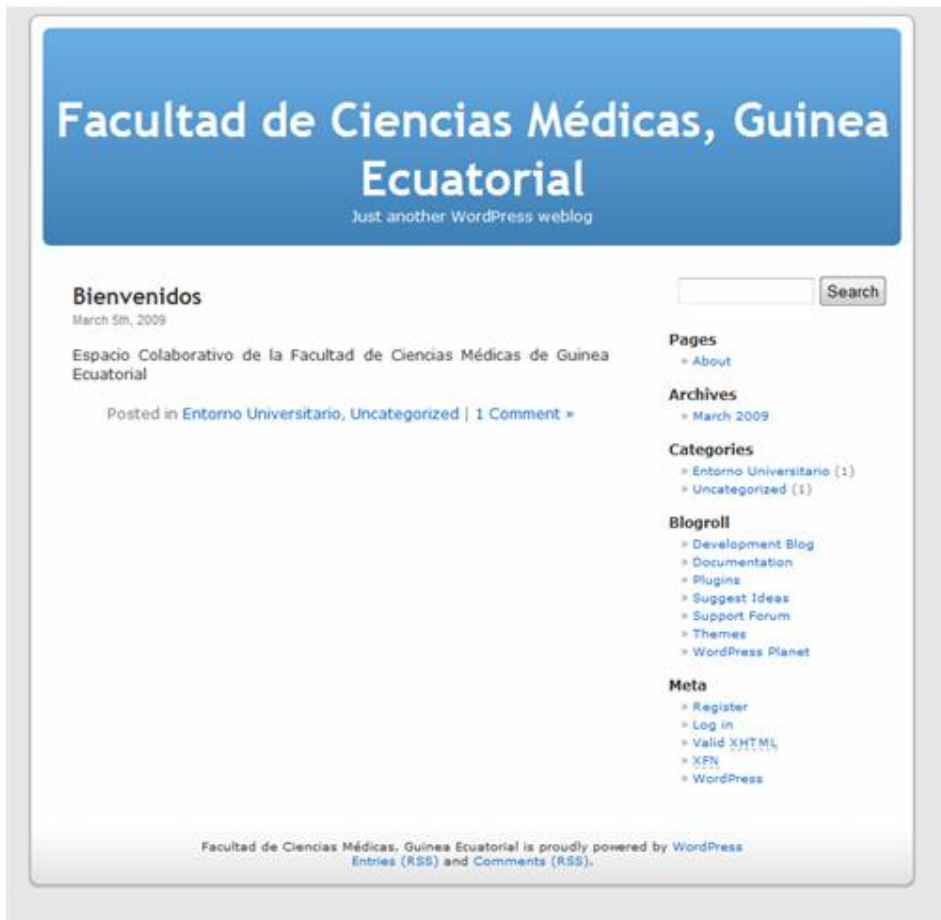 Facultad de Ciencias Médicas, Guinea
Ecuatorial
Just another WordPress weblog
Bienvenidos
March 5th, 2009
Espacio Colaborativo de la Facultad de Ciencias Médicas de Guinea
Ecuatorial
Posted in Entorno Universitario, Uncategorized | 1 Comment »
Search
Pages
» About
Archives
» March 2009
Categories
» Entorno Universitario (1)
» Uncategorized (1)
Blogroll
» Development Blog
» Documentation
» Plugins
» Suggest Ideas
» Support Forum
» Themes
» WordPress Planet
Meta
» Register
» Log in
» Valid XHTML
» XFN
» WordPress
Facultad de Ciencias Médicas, Guinea Ecuatorial is proudly powered by WordPress
Entries (RSS) and Comments (RSS).